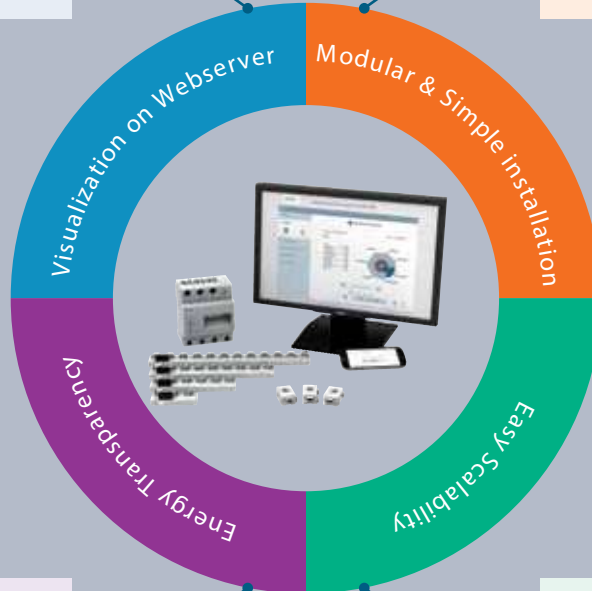 Visualization on Webserver
Modular & Simple installation
Energy Transparency
Easy Scalability